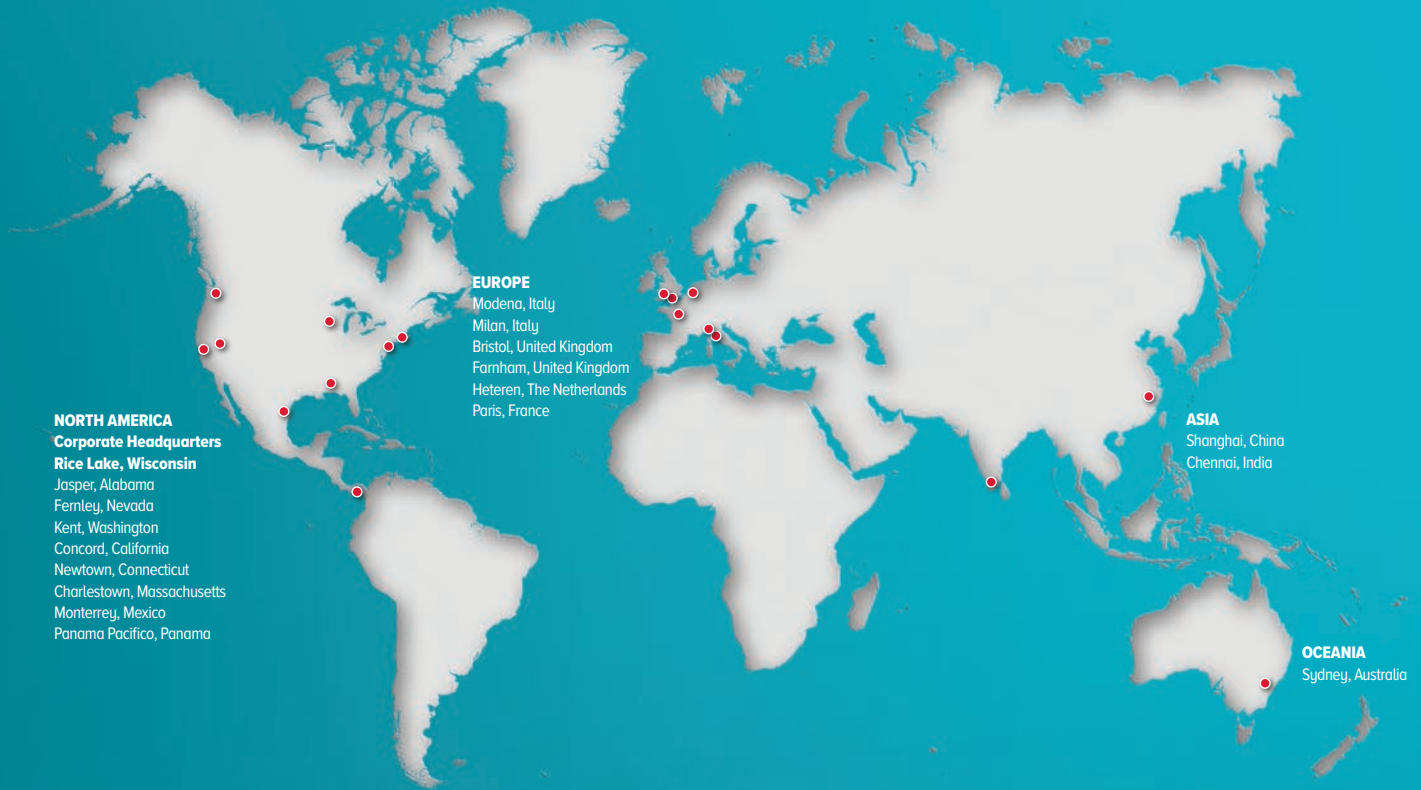 EUROPE
Modena, Italy
Milan, Italy
Bristol, United Kingdom
Farnham, United Kingdom
Heteren, The Netherlands
Paris, France
NORTH AMERICA
Corporate Headquarters
Rice Lake, Wisconsin
Jasper, Alabama
Fernley, Nevada
Kent, Washington
Concord, California
Newtown, Connecticut
Charlestown, Massachusetts
Monterrey, Mexico
Panama Pacifico, Panama
ASIA
Shanghai, China
Chennai, India
OCEANIA
Sydney, Australia